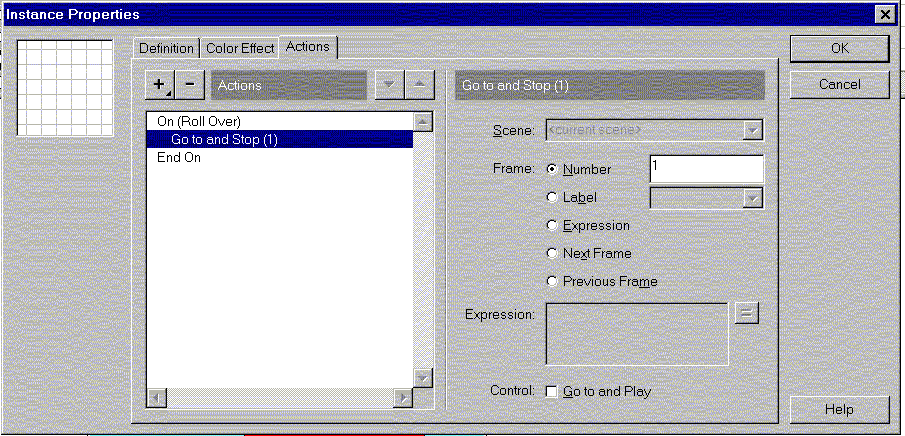 Instance Properties
Definition Color Effect Actions
OK
Cancel
+ - Actions
On (Roll Over)
Go to and Stop (1)
End On
Go to and Stop (1)
Scene: <current scene>
Frame: Number 1
Label
Expression
Next Frame
Previous Frame
Expression: =
Control: Go to and Play
Help